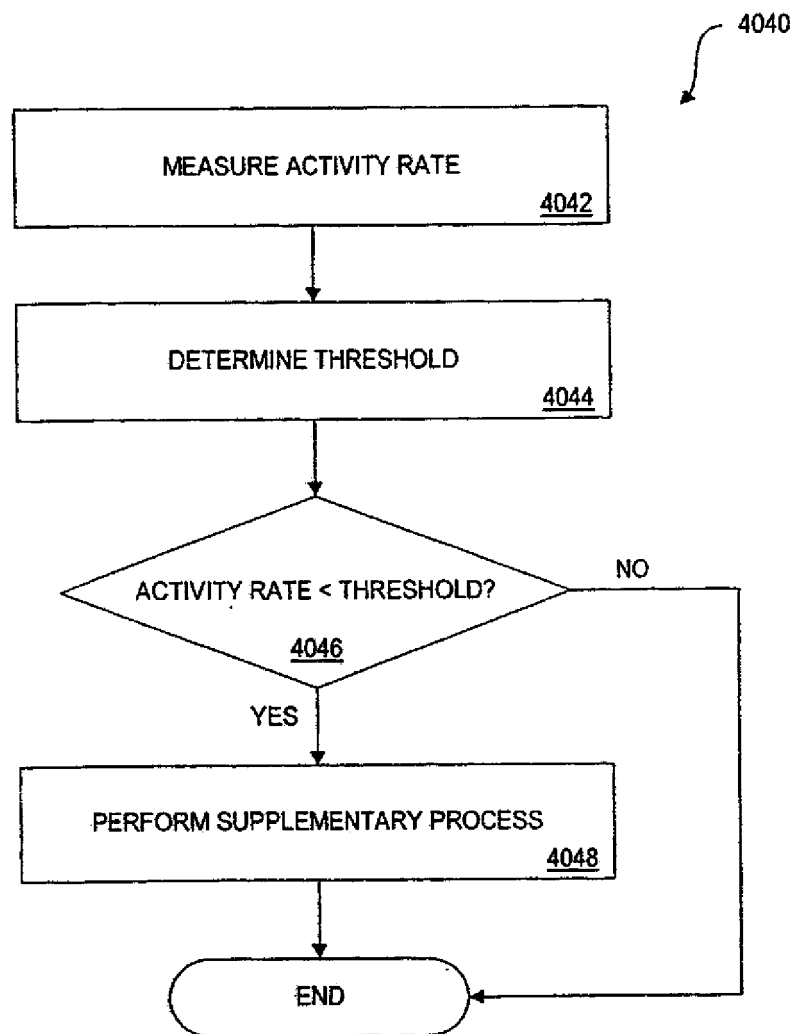 4040
MEASURE ACTIVITY RATE
4042
DETERMINE THRESHOLD
4044
ACTIVITY RATE < THRESHOLD?
4046
NO
YES
PERFORM SUPPLEMENTARY PROCESS
4048
END